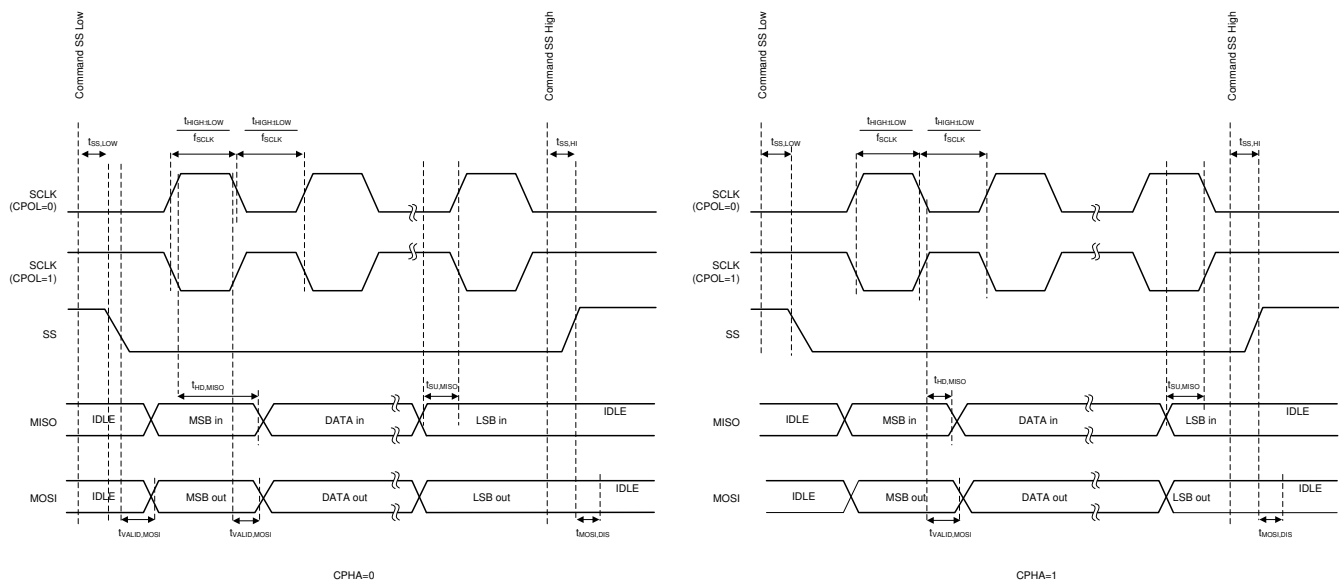 Command SS Low
Command SS High
tHIGH:tLOW
fSCLK
tHIGH:tLOW
fSCLK
tSS,LOW
tSS,HI
SCLK
(CPOL=0)
SCLK
(CPOL=1)
SS
tHD,MISO
tSU,MISO
MISO
IDLE
MSB in
DATA in
LSB in
IDLE
MOSI
IDLE
MSB out
DATA out
LSB out
IDLE
tVALID,MOSI
tVALID,MOSI
tMOSI,DIS
CPHA=0
Command SS Low
Command SS High
tHIGH:tLOW
fSCLK
tHIGH:tLOW
fSCLK
tSS,LOW
tSS,HI
SCLK
(CPOL=0)
SCLK
(CPOL=1)
SS
tHD,MISO
tSU,MISO
MISO
IDLE
MSB in
DATA in
LSB in
IDLE
MOSI
IDLE
MSB out
DATA out
LSB out
IDLE
tVALID,MOSI
tMOSI,DIS
CPHA=1